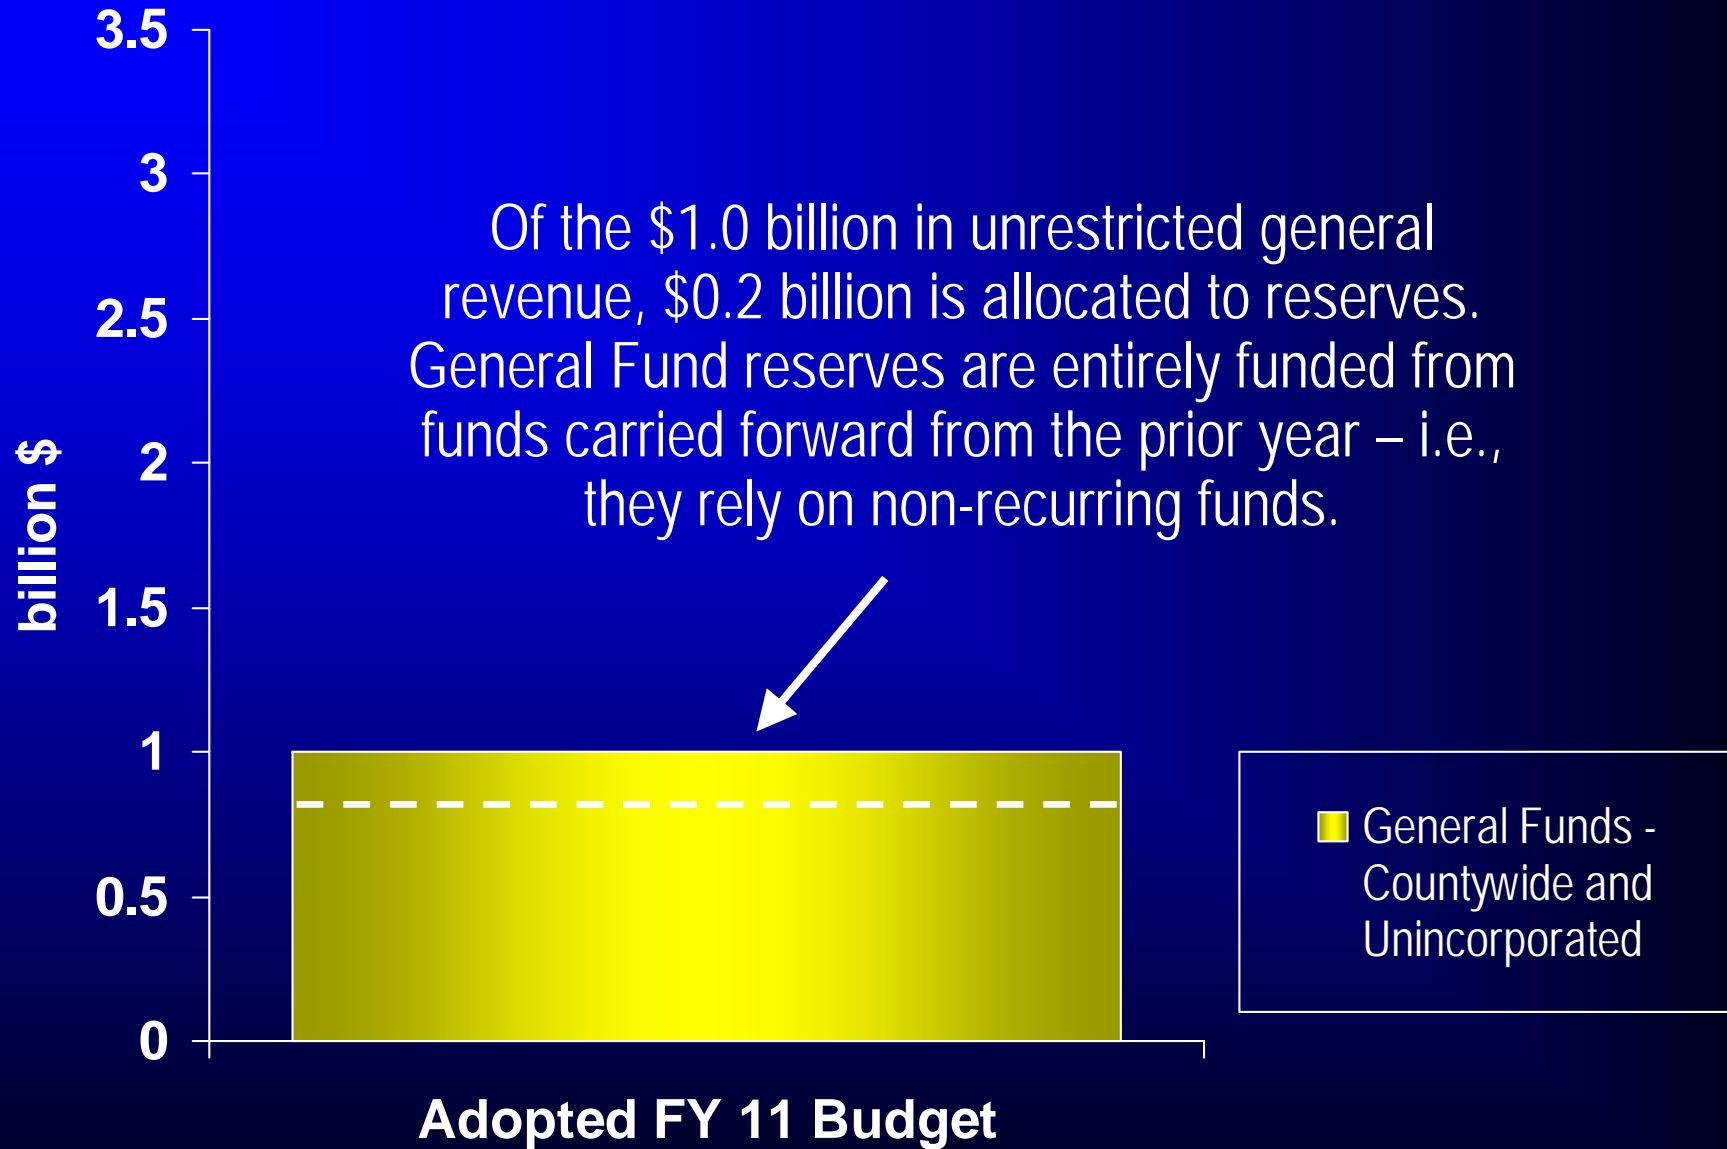 3.5
3
2.5
2
1.5
1
0.5
0
billion $
Of the $1.0 billion in unrestricted general
revenue, $0.2 billion is allocated to reserves.
General Fund reserves are entirely funded from
funds carried forward from the prior year – i.e.,
they rely on non-recurring funds.
General Funds -
Countywide and
Unincorporated
Adopted FY 11 Budget